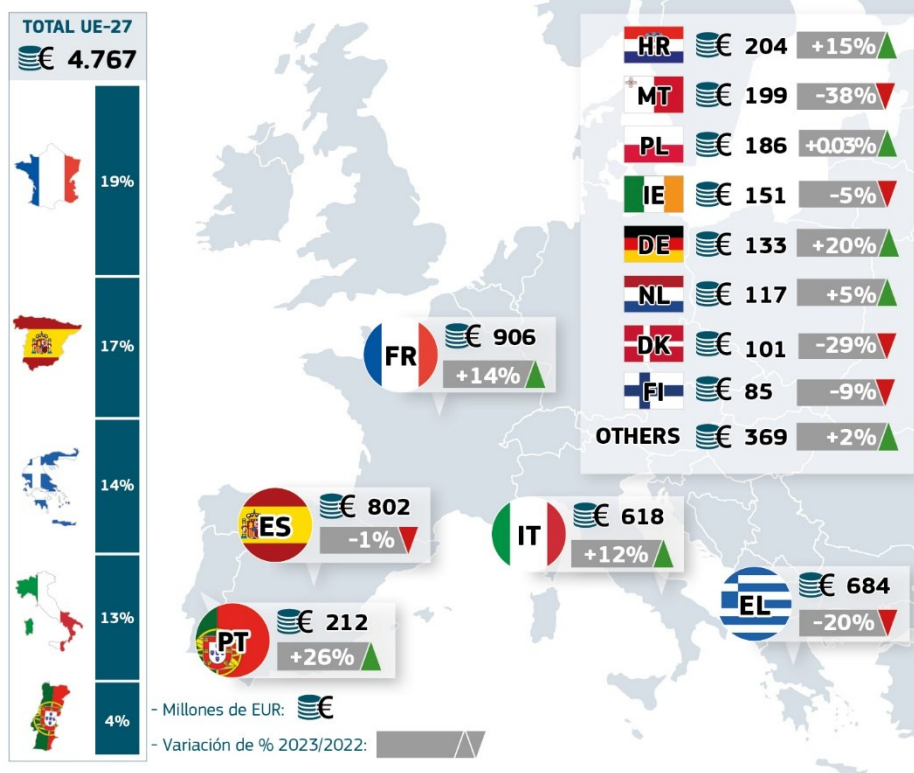 TOTAL UE-27
€ 4.767
19%
17%
14%
13%
4%
HR € 204 +15%
MT € 199 -38%
PL € 186 +0.03%
IE € 151 -5%
DE € 133 +20%
NL € 117 +5%
DK € 101 -29%
FI € 85 -9%
OTHERS € 369 +2%
FR € 906
+14%
ES € 802
-1%
IT € 618
+12%
EL € 684
-20%
PT € 212
+26%
- Millones de EUR: €
- Variación de % 2023/2022: